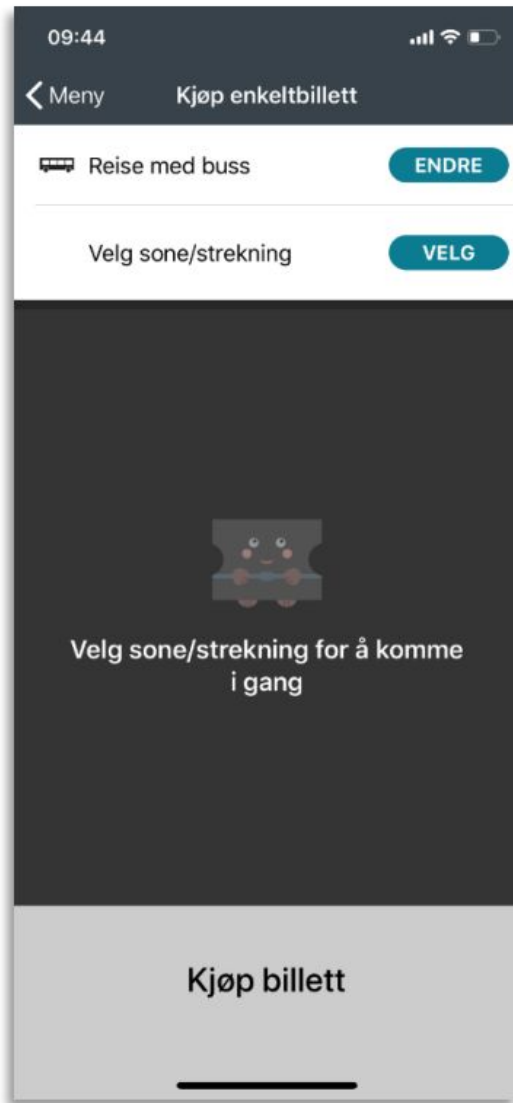 09:44
Meny
Kjøp enkeltbillett
Reise med buss
ENDRE
Velg sone/strekning
VELG
Velg sone/strekning for å komme
i gang
Kjøp billett